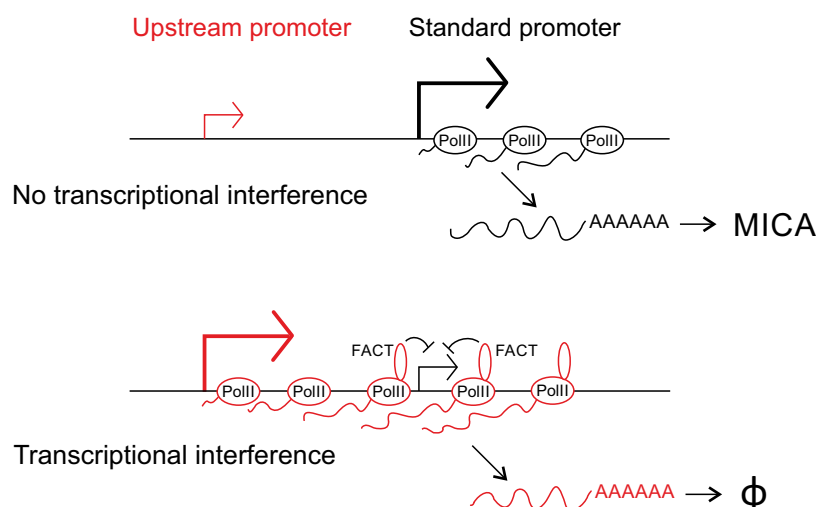 Upstream promoter Standard promoter
PolII PolII PolII
No transcriptional interference
AAAAAA MICA
FACT FACT
PolII PolII PolII PolII PolII
Transcriptional interference
AAAAAA ϕ